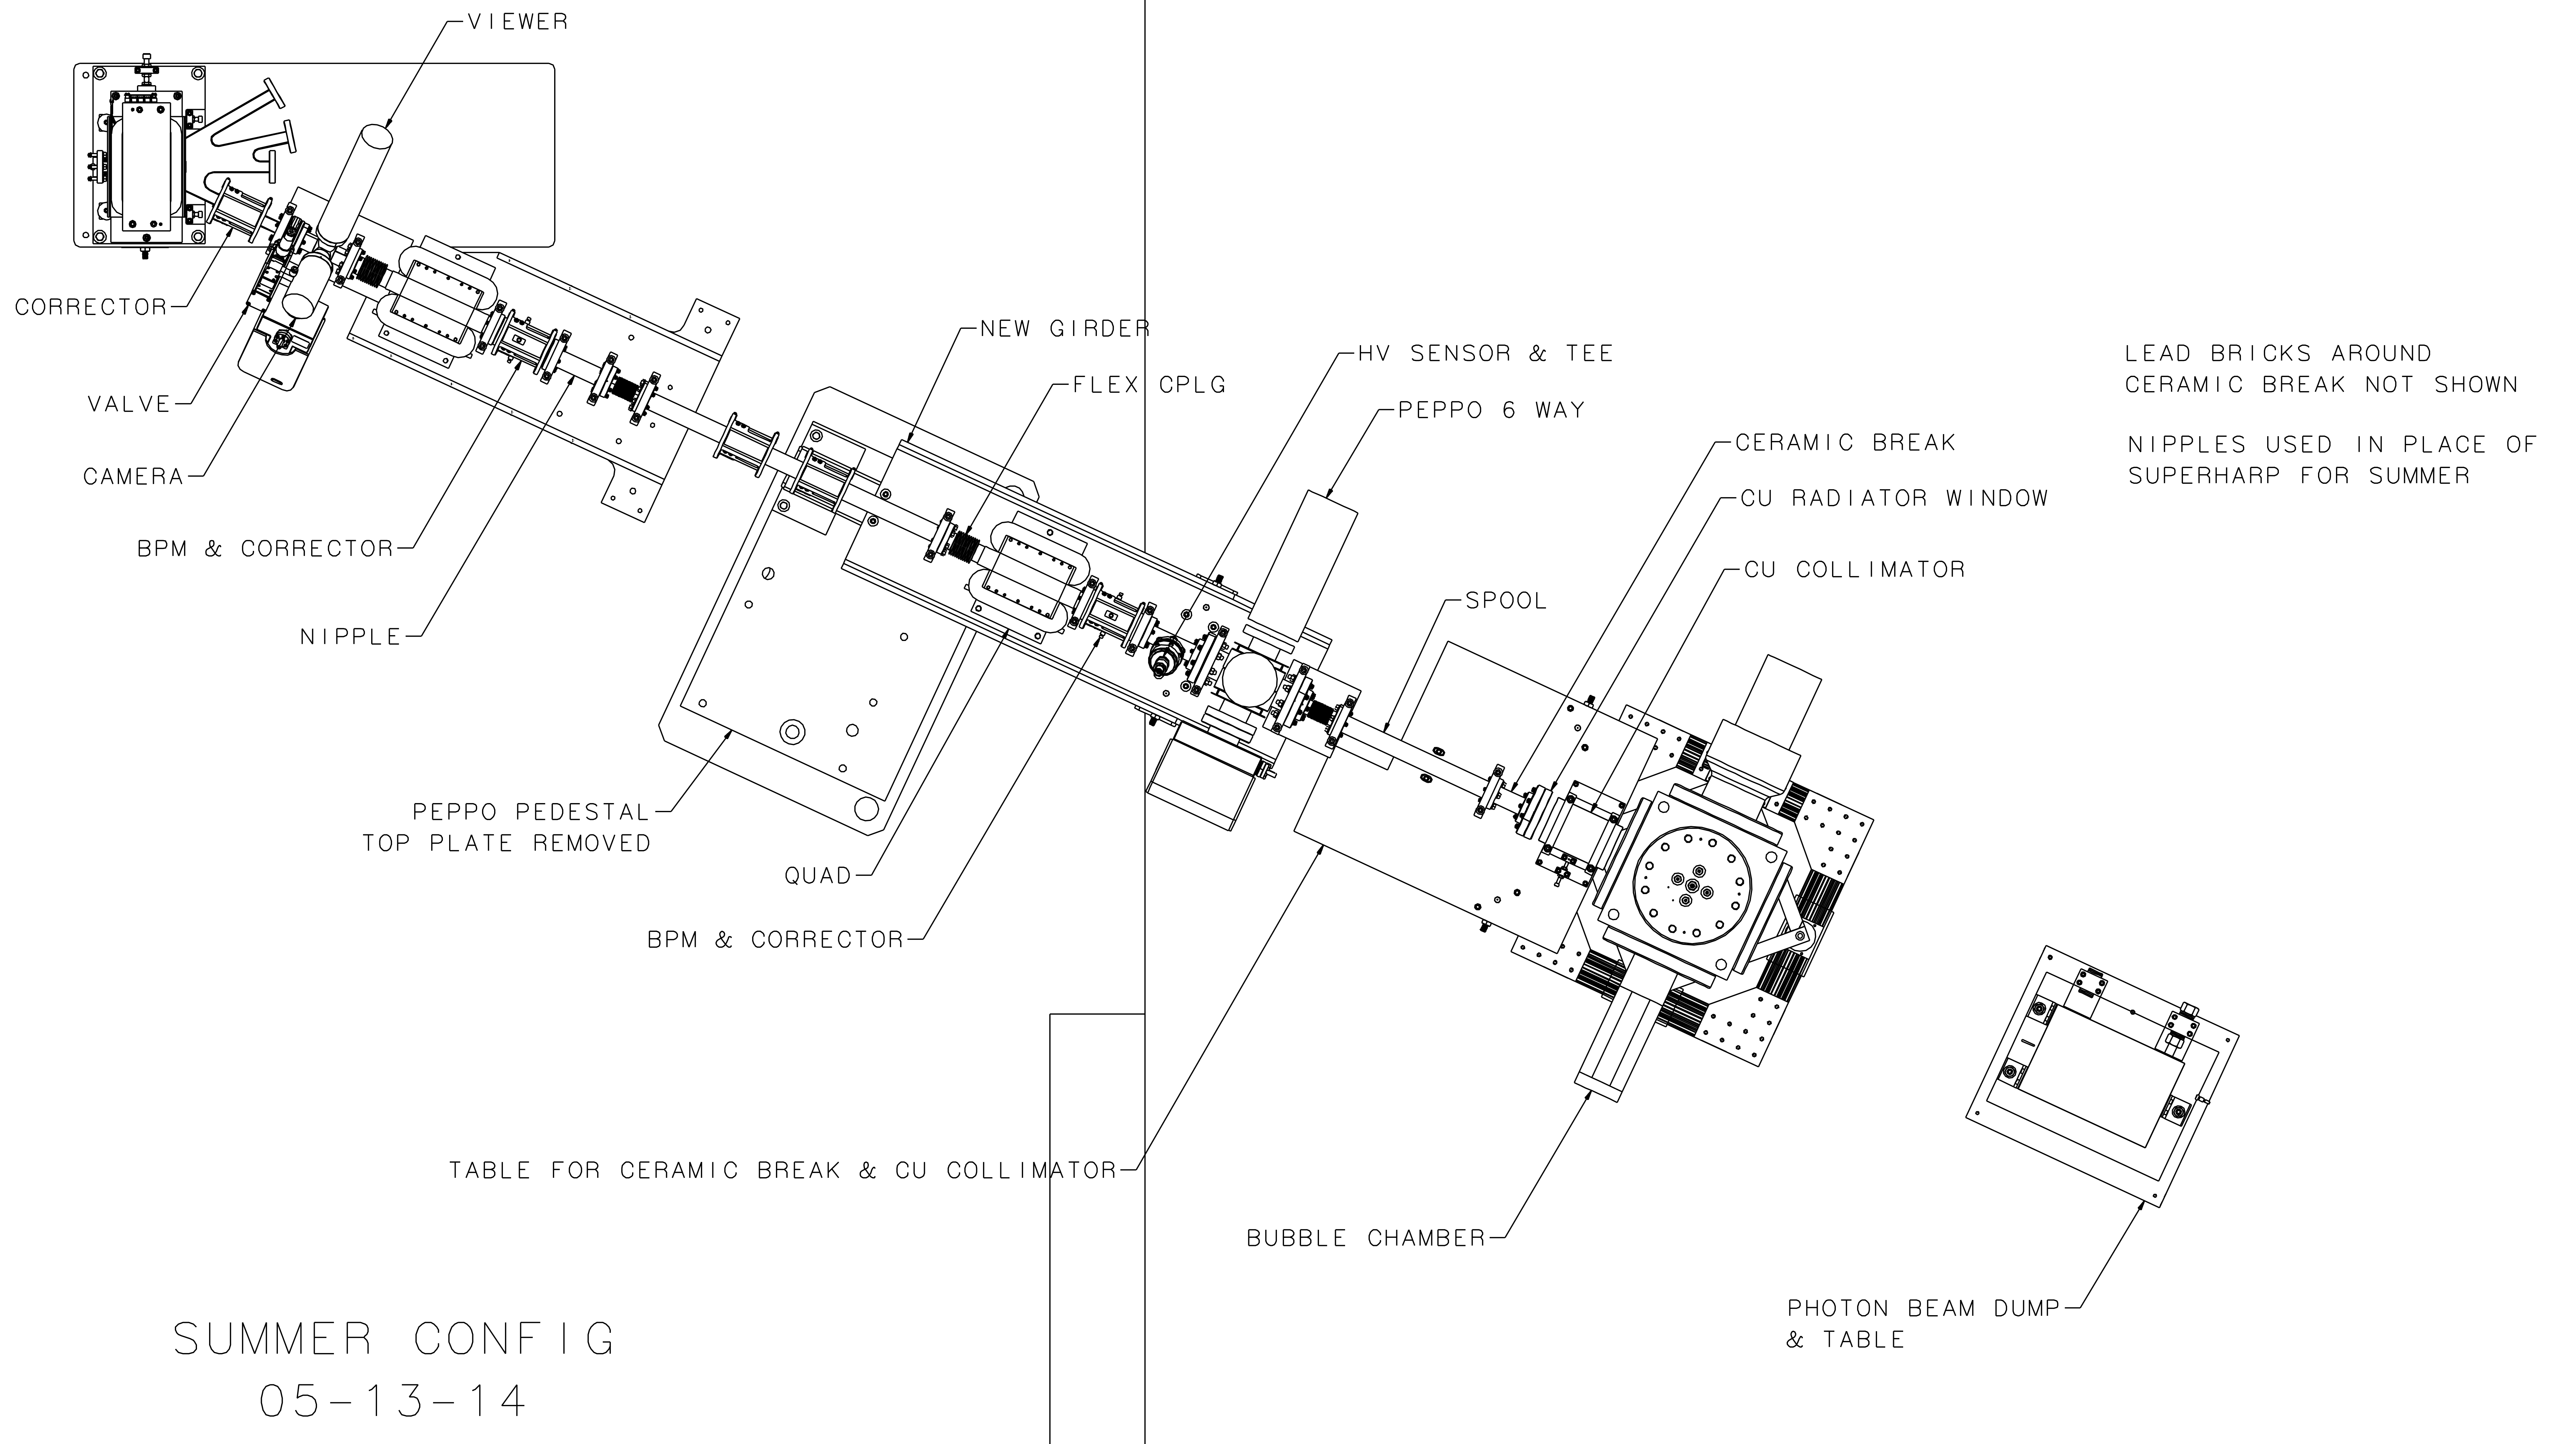 VIEWER
CORRECTOR
VALVE
CAMERA
BPM & CORRECTOR
NIPPLE
NEW GIRDER
FLEX CPLG
HV SENSOR & TEE
PEPPO 6 WAY
CERAMIC BREAK
CU RADIATOR WINDOW
CU COLLIMATOR
SPOOL
LEAD BRICKS AROUND
CERAMIC BREAK NOT SHOWN
NIPPLES USED IN PLACE OF
SUPERHARP FOR SUMMER
PEPPO PEDESTAL
TOP PLATE REMOVED
QUAD
BPM & CORRECTOR
TABLE FOR CERAMIC BREAK & CU COLLIMATOR
BUBBLE CHAMBER
PHOTON BEAM DUMP
& TABLE
SUMMER CONFIG
05-13-14